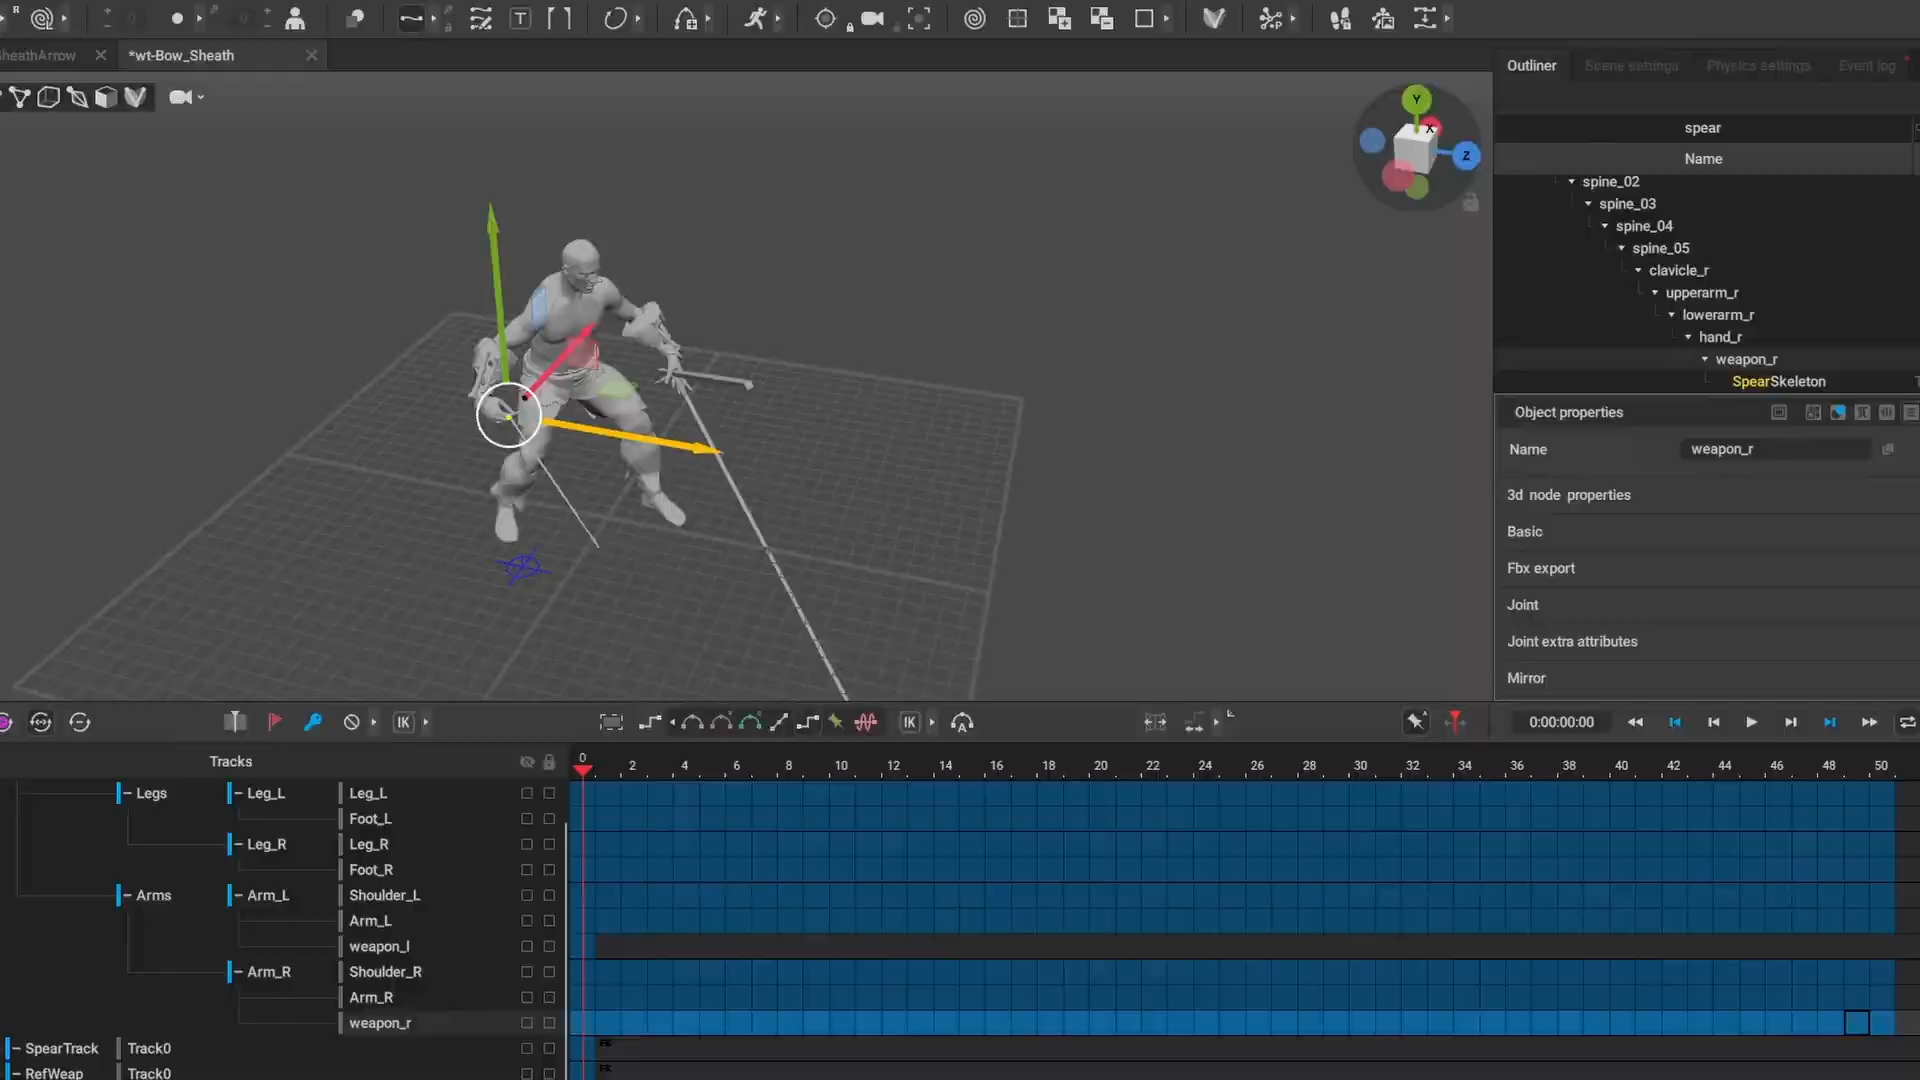 R
SheathArrow
*wt-Bow_Sheath
Outliner
Scene settings
Physics settings
Event log
Y
X
Z
spear
Name
spine_02
spine_03
spine_04
spine_05
clavicle_r
upperarm_r
lowerarm_r
hand_r
weapon_r
SpearSkeleton
Object properties
Name
weapon_r
3d node properties
Basic
Fbx export
Joint
Joint extra attributes
Mirror
IK
IK
0:00:00:00
Tracks
0 2 4 6 8 10 12 14 16 18 20 22 24 26 28 30 32 34 36 38 40 42 44 46 48 50
Legs
Leg_L
Leg_L
Foot_L
Leg_R
Leg_R
Foot_R
Arms
Arm_L
Shoulder_L
Arm_L
weapon_l
Arm_R
Shoulder_R
Arm_R
weapon_r
SpearTrack
Track0
FK
RefWeap
Track0
FK